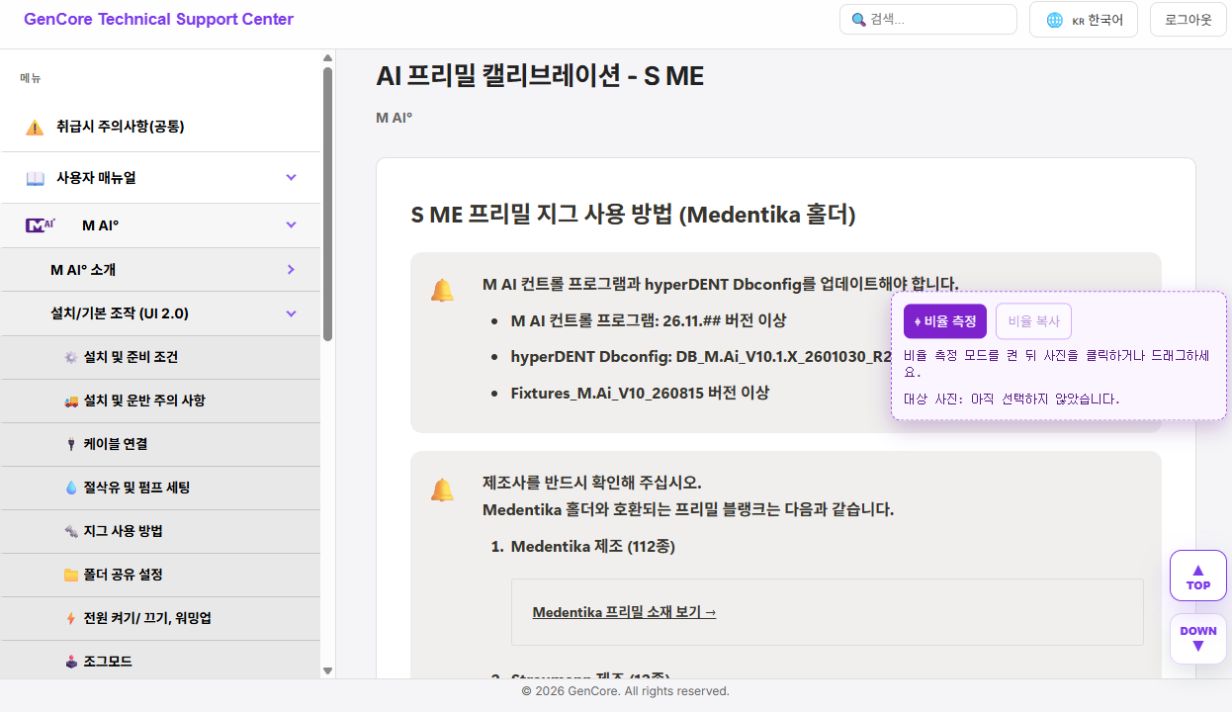 GenCore Technical Support Center
검색...
KR 한국어
로그아웃
메뉴
취급시 주의사항(공통)
사용자 매뉴얼
M AI°
M AI°
M AI° 소개
설치/기본 조작 (UI 2.0)
설치 및 준비 조건
설치 및 운반 주의 사항
케이블 연결
절삭유 및 펌프 세팅
지그 사용 방법
폴더 공유 설정
전원 켜기/ 끄기, 워밍업
조그모드
AI 프리밀 캘리브레이션 - S ME
M AI°
S ME 프리밀 지그 사용 방법 (Medentika 홀더)
M AI 컨트롤 프로그램과 hyperDENT Dbconfig를 업데이트해야 합니다.
• M AI 컨트롤 프로그램: 26.11.## 버전 이상
• hyperDENT Dbconfig: DB_M.Ai_V10.1.X_2601030_R2
• Fixtures_M.Ai_V10_260815 버전 이상
비율 측정
비율 복사
비율 측정 모드를 켠 뒤 사진을 클릭하거나 드래그하세
요.
대상 사진: 아직 선택하지 않았습니다.
제조사를 반드시 확인해 주십시오.
Medentika 홀더와 호환되는 프리밀 블랭크는 다음과 같습니다.
1. Medentika 제조 (112종)
Medentika 프리밀 소재 보기 →
2. Straumann 제조 (12종)
▲
TOP
DOWN
▼
© 2026 GenCore. All rights reserved.